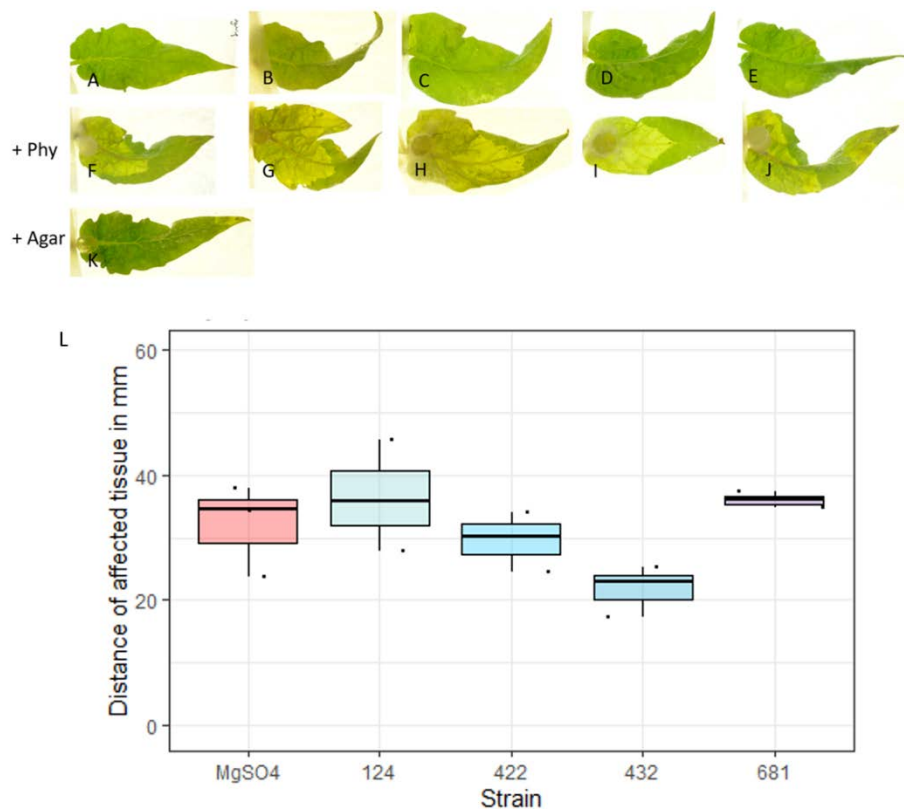 A
B
C
D
E
+ Phy
F
G
H
I
J
+ Agar
K
L
Distance of affected tissue in mm
60
40
20
0
MgSO4
124
422
432
681
Strain